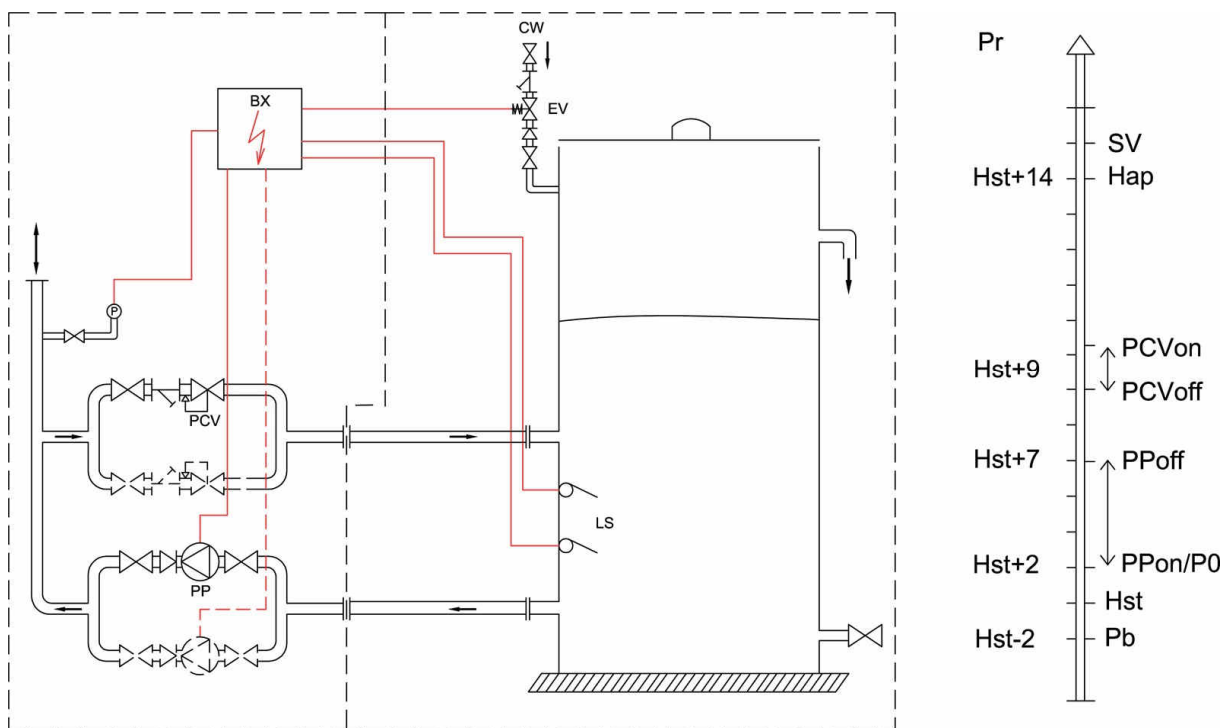 CW
EV
BX
P
PCV
LS
PP
Pr
SV
Hst+14 Hap
PCVon
Hst+9
PCVoff
Hst+7 PPoff
Hst+2 PPon/P0
Hst
Hst-2 Pb